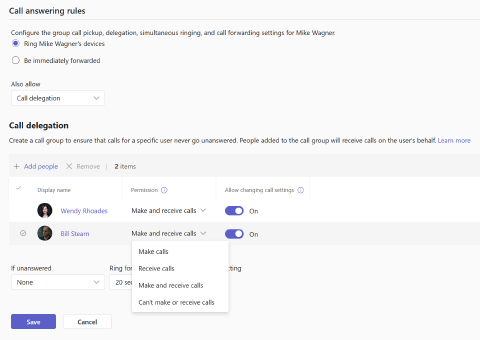 Call answering rules
Configure the group call pickup, delegation, simultaneous ringing, and call forwarding settings for Mike Wagner.
Ring Mike Wagner's devices
Be immediately forwarded
Also allow
Call delegation
Call delegation
Create a call group to ensure that calls for a specific user never go unanswered. People added to the call group will receive calls on the user's behalf. Learn more
+ Add people Remove 2 items
Display name Permission Allow changing call settings
Wendy Rhoades Make and receive calls On
Bill Stearn Make and receive calls On
Make calls
Receive calls
Make and receive calls
Can't make or receive calls
If unanswered Ring for
None 20
Save Cancel